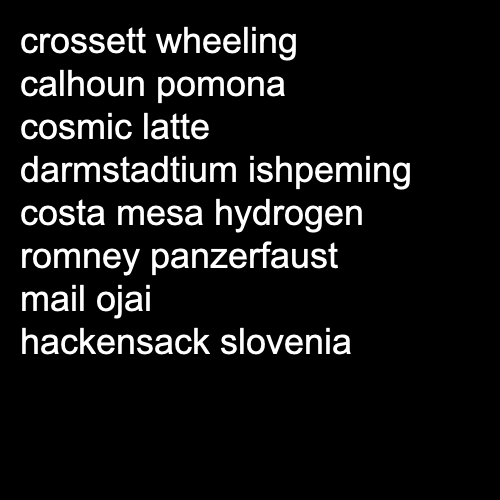 crossett wheeling
calhoun pomona
cosmic latte
darmstadtium ishpeming
costa mesa hydrogen
romney panzerfaust
mail ojai
hackensack slovenia